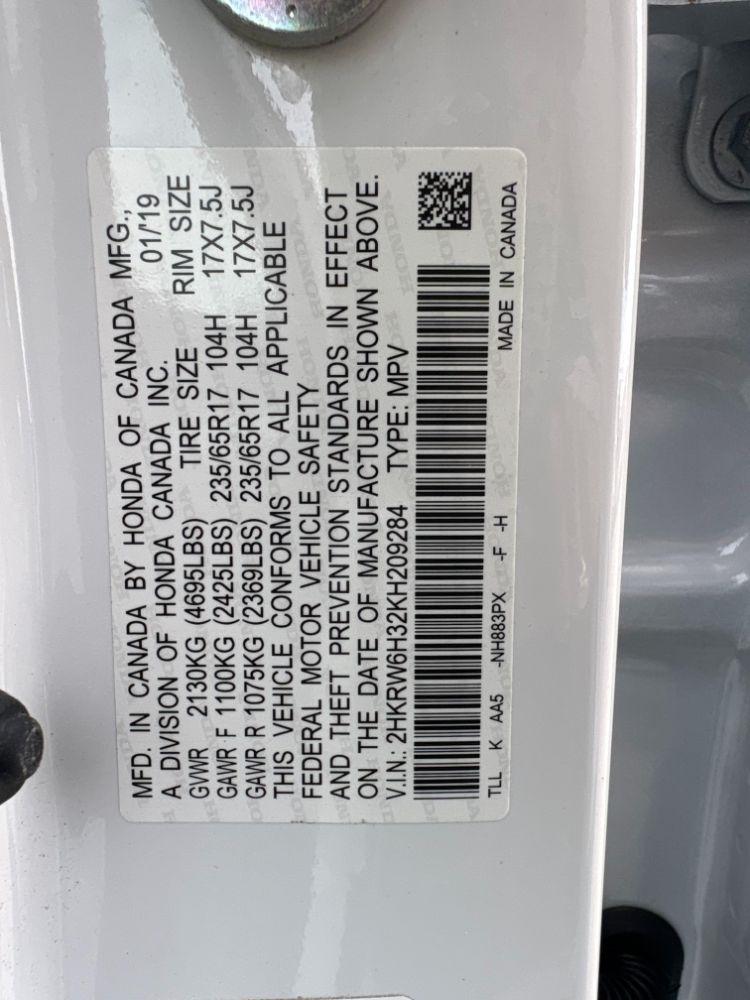 MFD. IN CANADA BY HONDA OF CANADA MFG.,
A DIVISION OF HONDA CANADA INC. 01/'19
GVWR 2130KG (4695LBS) TIRE SIZE RIM SIZE
GAWR F 1100KG (2425LBS) 235/65R17 104H 17X7.5J
GAWR R 1075KG (2369LBS) 235/65R17 104H 17X7.5J
THIS VEHICLE CONFORMS TO ALL APPLICABLE
FEDERAL MOTOR VEHICLE SAFETY
AND THEFT PREVENTION STANDARDS IN EFFECT
ON THE DATE OF MANUFACTURE SHOWN ABOVE.
V.I.N.: 2HKRW6H32KH209284 TYPE: MPV
TLL K AA5 -NH883PX -F -H MADE IN CANADA